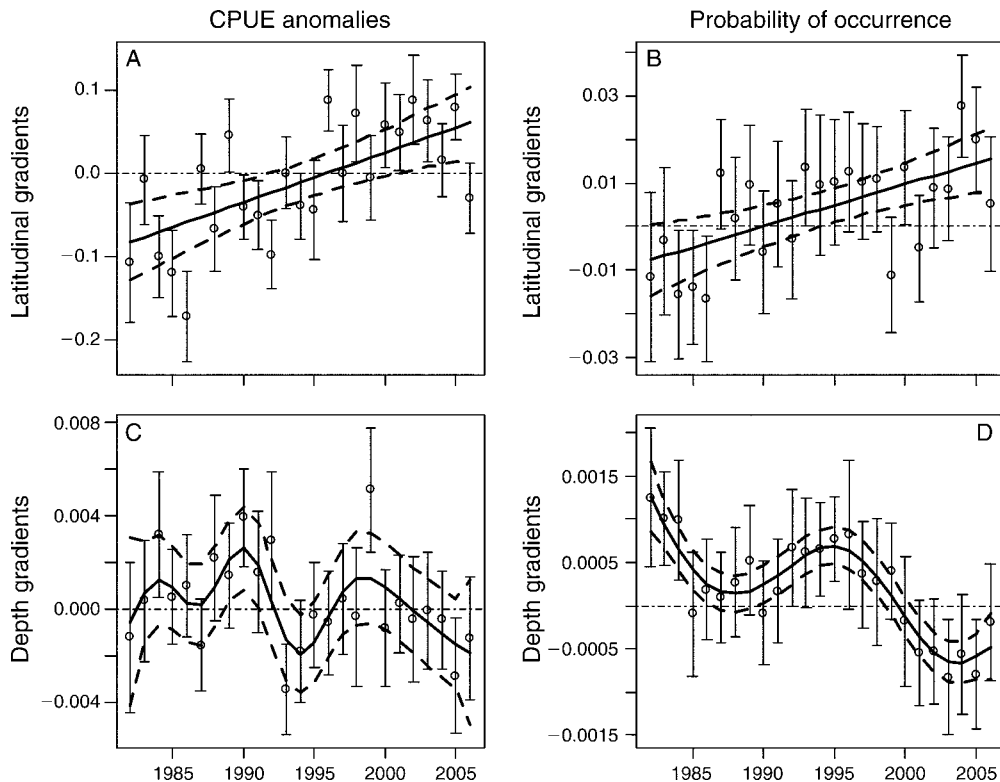 CPUE anomalies
Probability of occurrence
A
Latitudinal gradients
0.1
0.0
−0.1
−0.2
B
Latitudinal gradients
0.03
0.01
−0.01
−0.03
C
Depth gradients
0.008
0.004
0.000
−0.004
1985 1990 1995 2000 2005
D
Depth gradients
0.0015
0.0005
−0.0005
−0.0015
1985 1990 1995 2000 2005